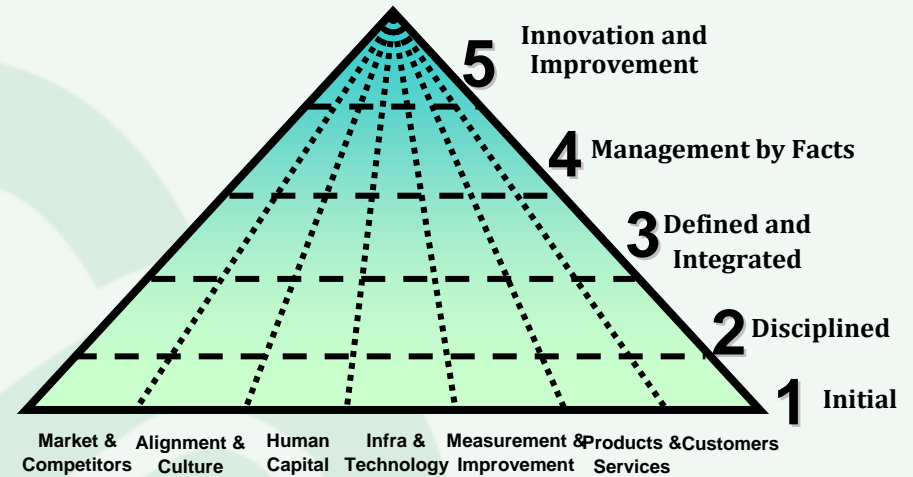 5 Innovation and
Improvement
4 Management by Facts
3 Defined and
Integrated
2 Disciplined
1 Initial
Market &
Competitors
Alignment &
Culture
Human
Capital
Infra &
Technology
Measurement &
Improvement
Products &
Services
Customers